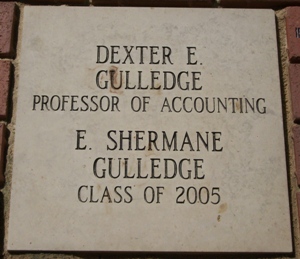 DEXTER E.
GULLEDGE
PROFESSOR OF ACCOUNTING
E. SHERMANE
GULLEDGE
CLASS OF 2005